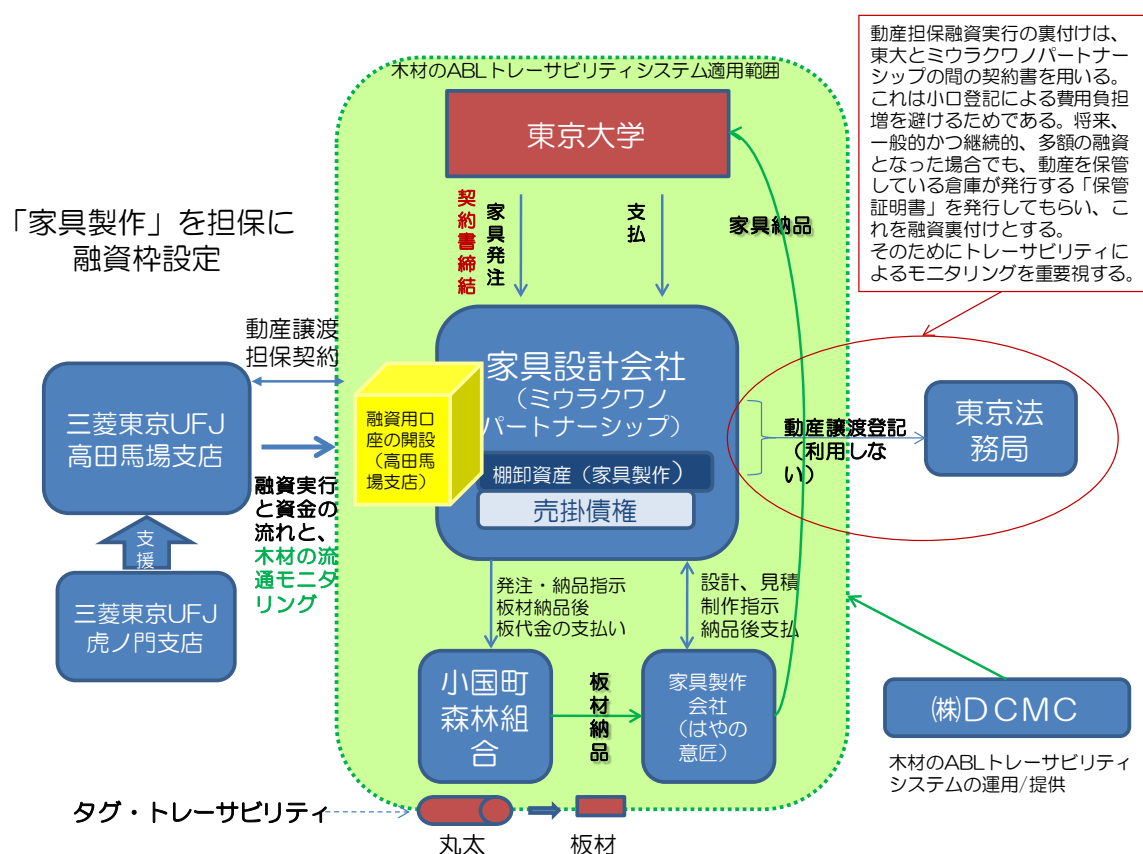 木材のABLトレーサビリティシステム適用範囲
動産担保融資実行の裏付けは、
東大とミウラクワノパートナー
シップの間の契約書を用いる。
これは小口登記による費用負担
増を避けるためである。将来、
一般的かつ継続的、多額の融資
となった場合でも、動産を保管
している倉庫が発行する「保管
証明書」を発行してもらい、こ
れを融資裏付けとする。
そのためにトレーサビリティに
よるモニタリングを重要視する。
東京大学
「家具製作」を担保に
融資枠設定
契約書締結
家具発注
支払
家具納品
動産譲渡
担保契約
三菱東京UFJ
高田馬場支店
融資用口
座の開設
（高田馬
場支店）
家具設計会社
（ミウラクワノ
パートナーシップ）
棚卸資産（家具製作）
売掛債権
動産譲渡登記
（利用しな
い）
東京法
務局
融資実行
と資金の
流れと、
木材の流
通モニタ
リング
支援
三菱東京UFJ
虎ノ門支店
発注・納品指示
板材納品後
板代金の支払い
設計、見積
制作指示
納品後支払
小国町
森林組
合
板材納品
家具製作
会社
（はやの
意匠）
㈱ＤＣＭＣ
木材のABLトレーサビリティ
システムの運用/提供
タグ・トレーサビリティ
丸太
板材